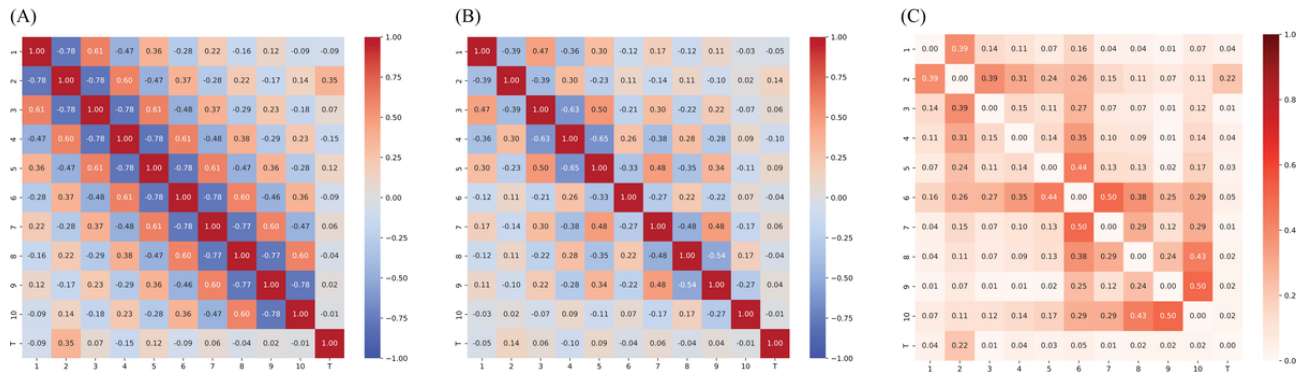 (A)
1 1.00 -0.78 0.61 -0.47 0.36 -0.28 0.22 -0.16 0.12 -0.09 -0.09
2 -0.78 1.00 -0.78 0.60 -0.47 0.37 -0.28 0.22 -0.17 0.14 0.35
3 0.61 -0.78 1.00 -0.78 0.61 -0.48 0.37 -0.29 0.23 -0.18 0.07
4 -0.47 0.60 -0.78 1.00 -0.78 0.61 -0.48 0.38 -0.29 0.23 -0.15
5 0.36 -0.47 0.61 -0.78 1.00 -0.78 0.61 -0.47 0.36 -0.28 0.12
6 -0.28 0.37 -0.48 0.61 -0.78 1.00 -0.78 0.60 -0.46 0.36 -0.09
7 0.22 -0.28 0.37 -0.48 0.61 -0.78 1.00 -0.77 0.60 -0.47 0.06
8 -0.16 0.22 -0.29 0.38 -0.47 0.60 -0.77 1.00 -0.77 0.60 -0.04
9 0.12 -0.17 0.23 -0.29 0.36 -0.46 0.60 -0.77 1.00 -0.78 0.02
10 -0.09 0.14 -0.18 0.23 -0.28 0.36 -0.47 0.60 -0.78 1.00 -0.01
T -0.09 0.35 0.07 -0.15 0.12 -0.09 0.06 -0.04 0.02 -0.01 1.00
1 2 3 4 5 6 7 8 9 10 T
1.00
0.75
0.50
0.25
0.00
-0.25
-0.50
-0.75
-1.00
(B)
1 1.00 -0.39 0.47 -0.36 0.30 -0.12 0.17 -0.12 0.11 -0.03 -0.05
2 -0.39 1.00 -0.39 0.30 -0.23 0.11 -0.14 0.11 -0.10 0.02 0.14
3 0.47 -0.39 1.00 -0.63 0.50 -0.21 0.30 -0.22 0.22 -0.07 0.06
4 -0.36 0.30 -0.63 1.00 -0.65 0.26 -0.38 0.28 -0.28 0.09 -0.10
5 0.30 -0.23 0.50 -0.65 1.00 -0.33 0.48 -0.35 0.34 -0.11 0.09
6 -0.12 0.11 -0.21 0.26 -0.33 1.00 -0.27 0.22 -0.22 0.07 -0.04
7 0.17 -0.14 0.30 -0.38 0.48 -0.27 1.00 -0.48 0.48 -0.17 0.06
8 -0.12 0.11 -0.22 0.28 -0.35 0.22 -0.48 1.00 -0.54 0.17 -0.04
9 0.11 -0.10 0.22 -0.28 0.34 -0.22 0.48 -0.54 1.00 -0.27 0.04
10 -0.03 0.02 -0.07 0.09 -0.11 0.07 -0.17 0.17 -0.27 1.00 -0.01
T -0.05 0.14 0.06 -0.10 0.09 -0.04 0.06 -0.04 0.04 -0.01 1.00
1 2 3 4 5 6 7 8 9 10 T
1.00
0.75
0.50
0.25
0.00
-0.25
-0.50
-0.75
-1.00
(C)
1 0.00 0.39 0.14 0.11 0.07 0.16 0.04 0.04 0.01 0.07 0.04
2 0.39 0.00 0.39 0.31 0.24 0.26 0.15 0.11 0.07 0.11 0.22
3 0.14 0.39 0.00 0.15 0.11 0.27 0.07 0.07 0.01 0.12 0.01
4 0.11 0.31 0.15 0.00 0.14 0.35 0.10 0.09 0.01 0.14 0.04
5 0.07 0.24 0.11 0.14 0.00 0.44 0.13 0.12 0.02 0.17 0.03
6 0.16 0.26 0.27 0.35 0.44 0.00 0.50 0.38 0.25 0.29 0.05
7 0.04 0.15 0.07 0.10 0.13 0.50 0.00 0.29 0.12 0.29 0.01
8 0.04 0.11 0.07 0.09 0.12 0.38 0.29 0.00 0.24 0.43 0.02
9 0.01 0.07 0.01 0.01 0.02 0.25 0.12 0.24 0.00 0.50 0.02
10 0.07 0.11 0.12 0.14 0.17 0.29 0.29 0.43 0.50 0.00 0.02
T 0.04 0.22 0.01 0.04 0.03 0.05 0.01 0.02 0.02 0.02 0.00
1 2 3 4 5 6 7 8 9 10 T
1.0
0.8
0.6
0.4
0.2
0.0